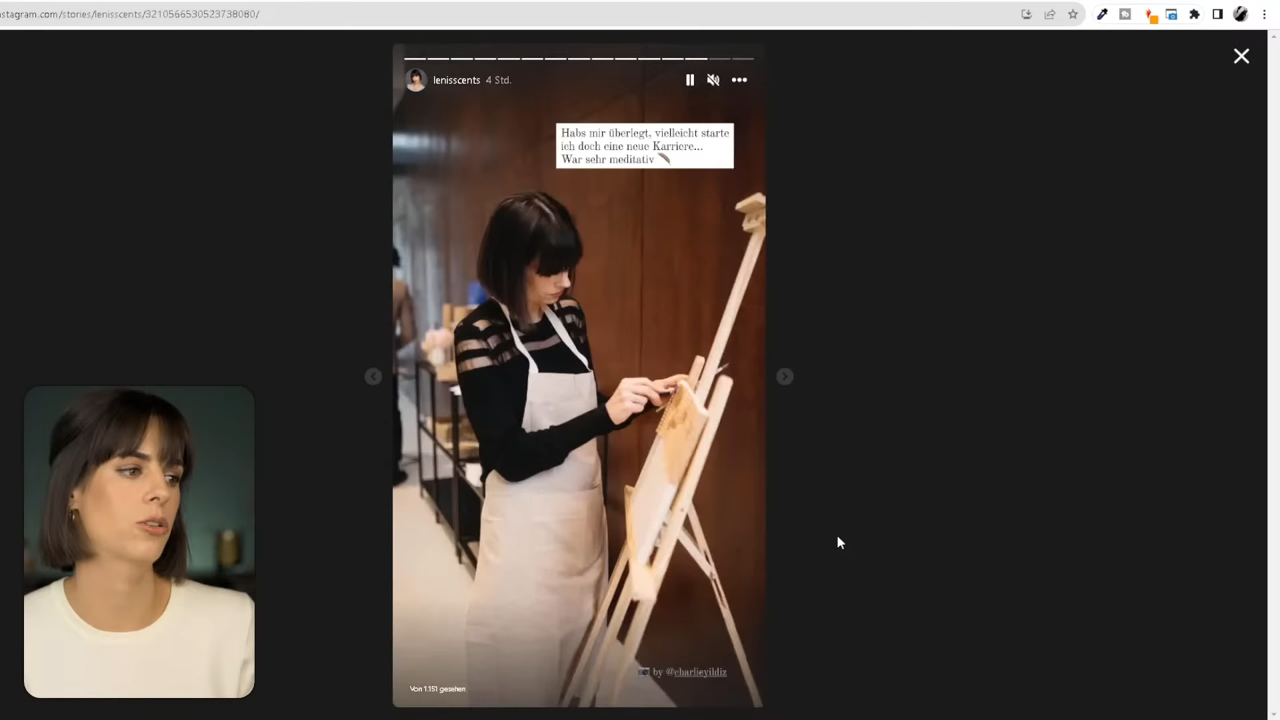 nstagram.com/stories/lenisscents/3210566530523738080/
lenisscents 4 Std.
Habs mir überlegt, vielleicht starte
ich doch eine neue Karriere...
War sehr meditativ
by @charlieyildiz
Von 1.151 gesehen